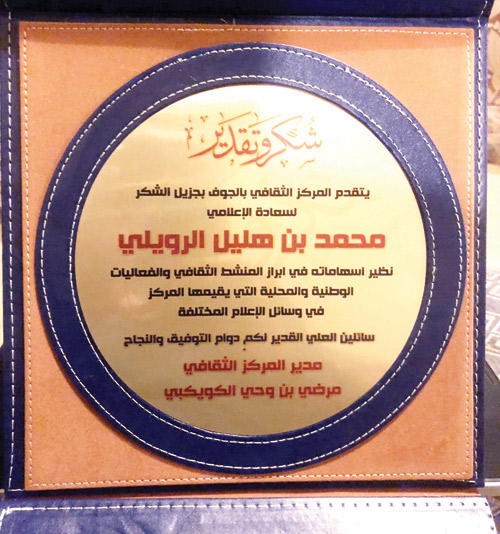 شكر وتقدير
يتقدم المركز الثقافي بالجوف بجزيل الشكر
لسعادة الإعلامي
محمد بن هليل الرويلي
نظير اسهاماته في ابراز المنشط الثقافي والفعاليات
الوطنية والمحلية التي يقيمها المركز
في وسائل الإعلام المختلفة
سائلين العلي القدير لكم دوام التوفيق والنجاح
مدير المركز الثقافي
مرضي بن وحي الكويكبي